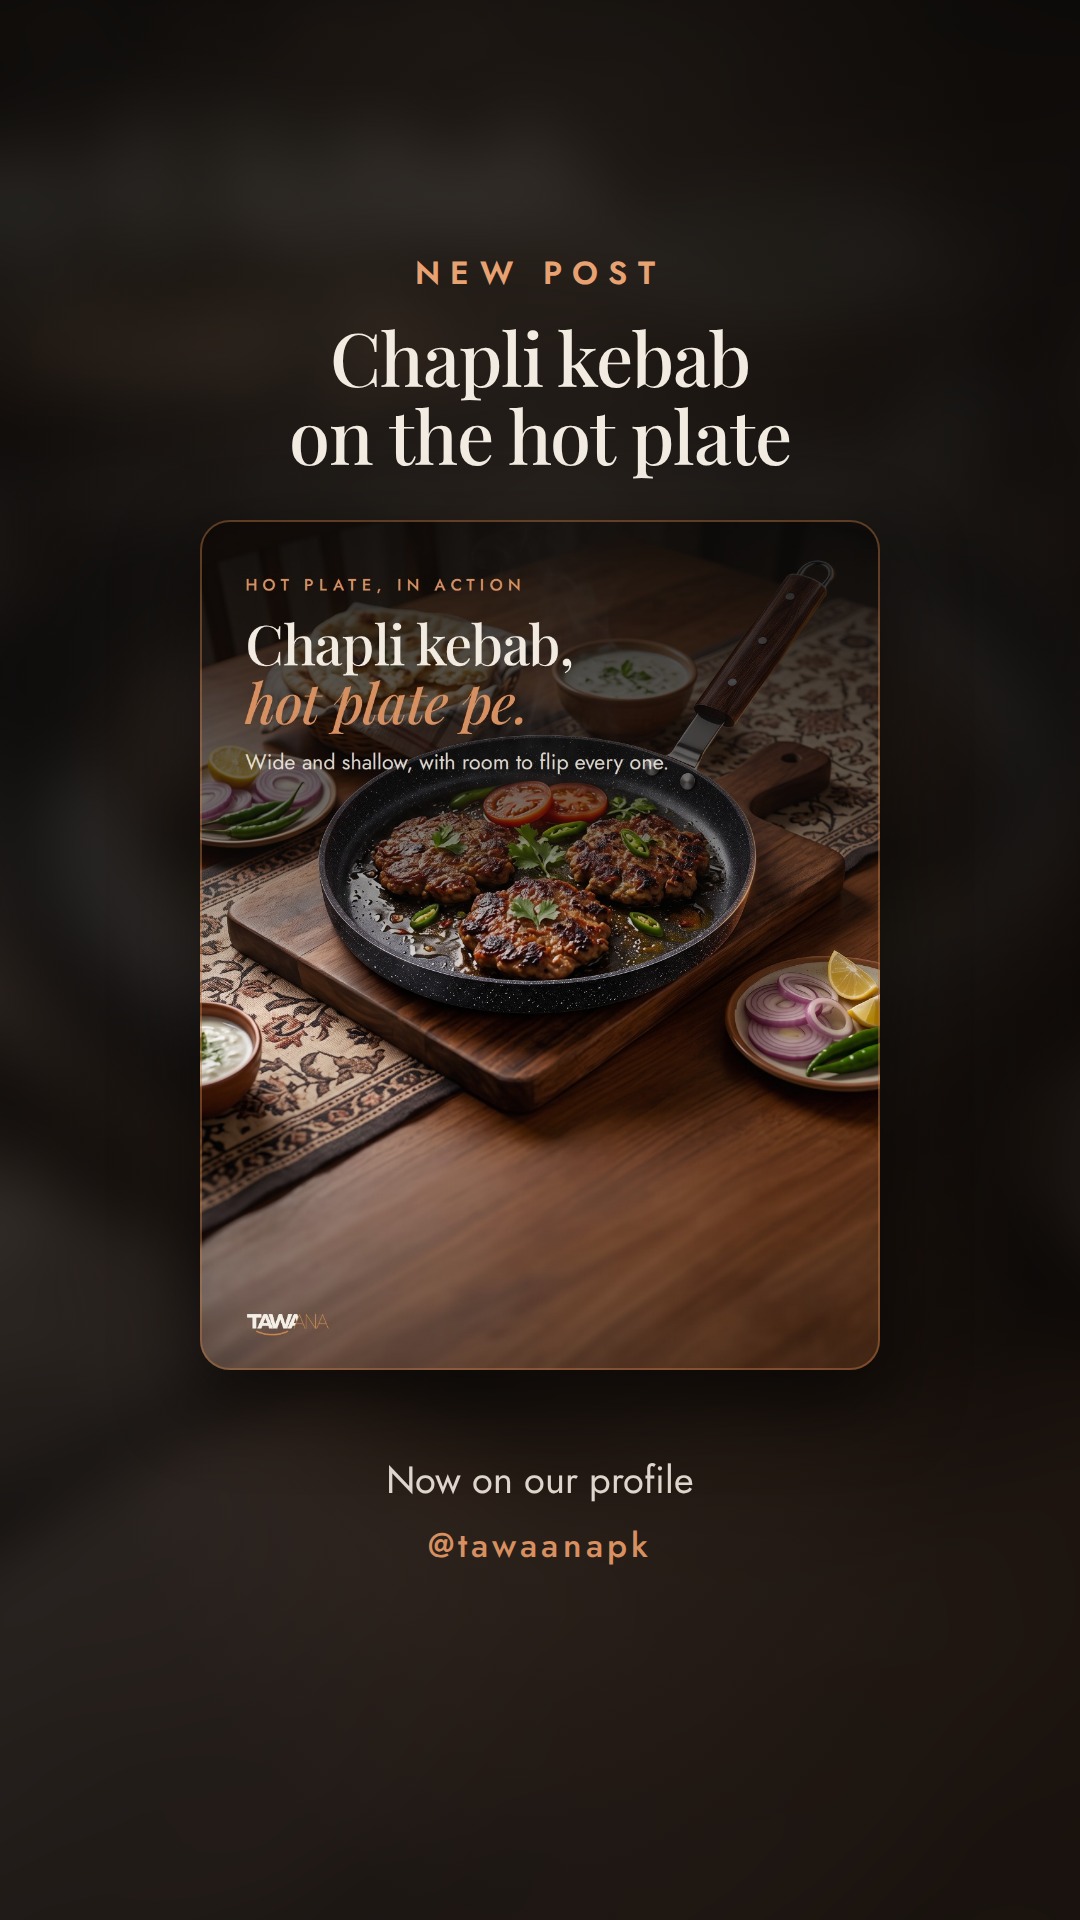 NEW POST
Chapli kebab
on the hot plate
HOT PLATE, IN ACTION
Chapli kebab,
hot plate pe.
Wide and shallow, with room to flip every one.
TAWAANA
Now on our profile
@tawaanapk